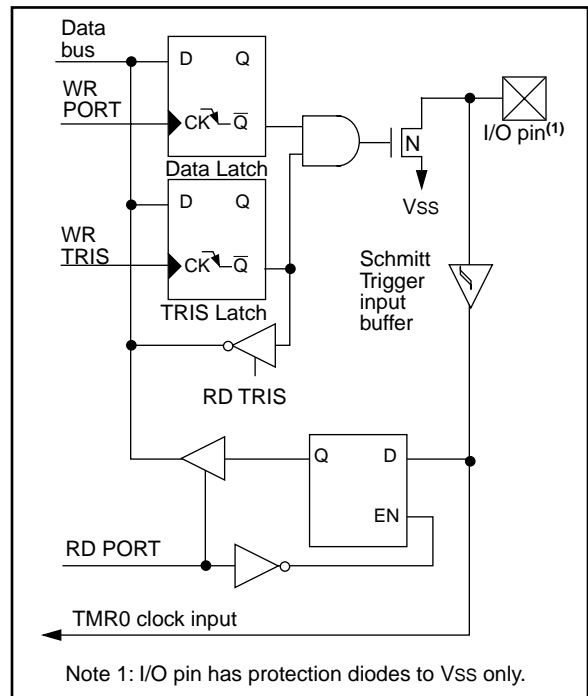 Data
bus
D Q
WR
PORT
CK Q̅
Data Latch
N
I/O pin(1)
VSS
D Q
WR
TRIS
CK Q̅
TRIS Latch
Schmitt
Trigger
input
buffer
RD TRIS
Q D
EN
RD PORT
TMR0 clock input
Note 1: I/O pin has protection diodes to VSS only.